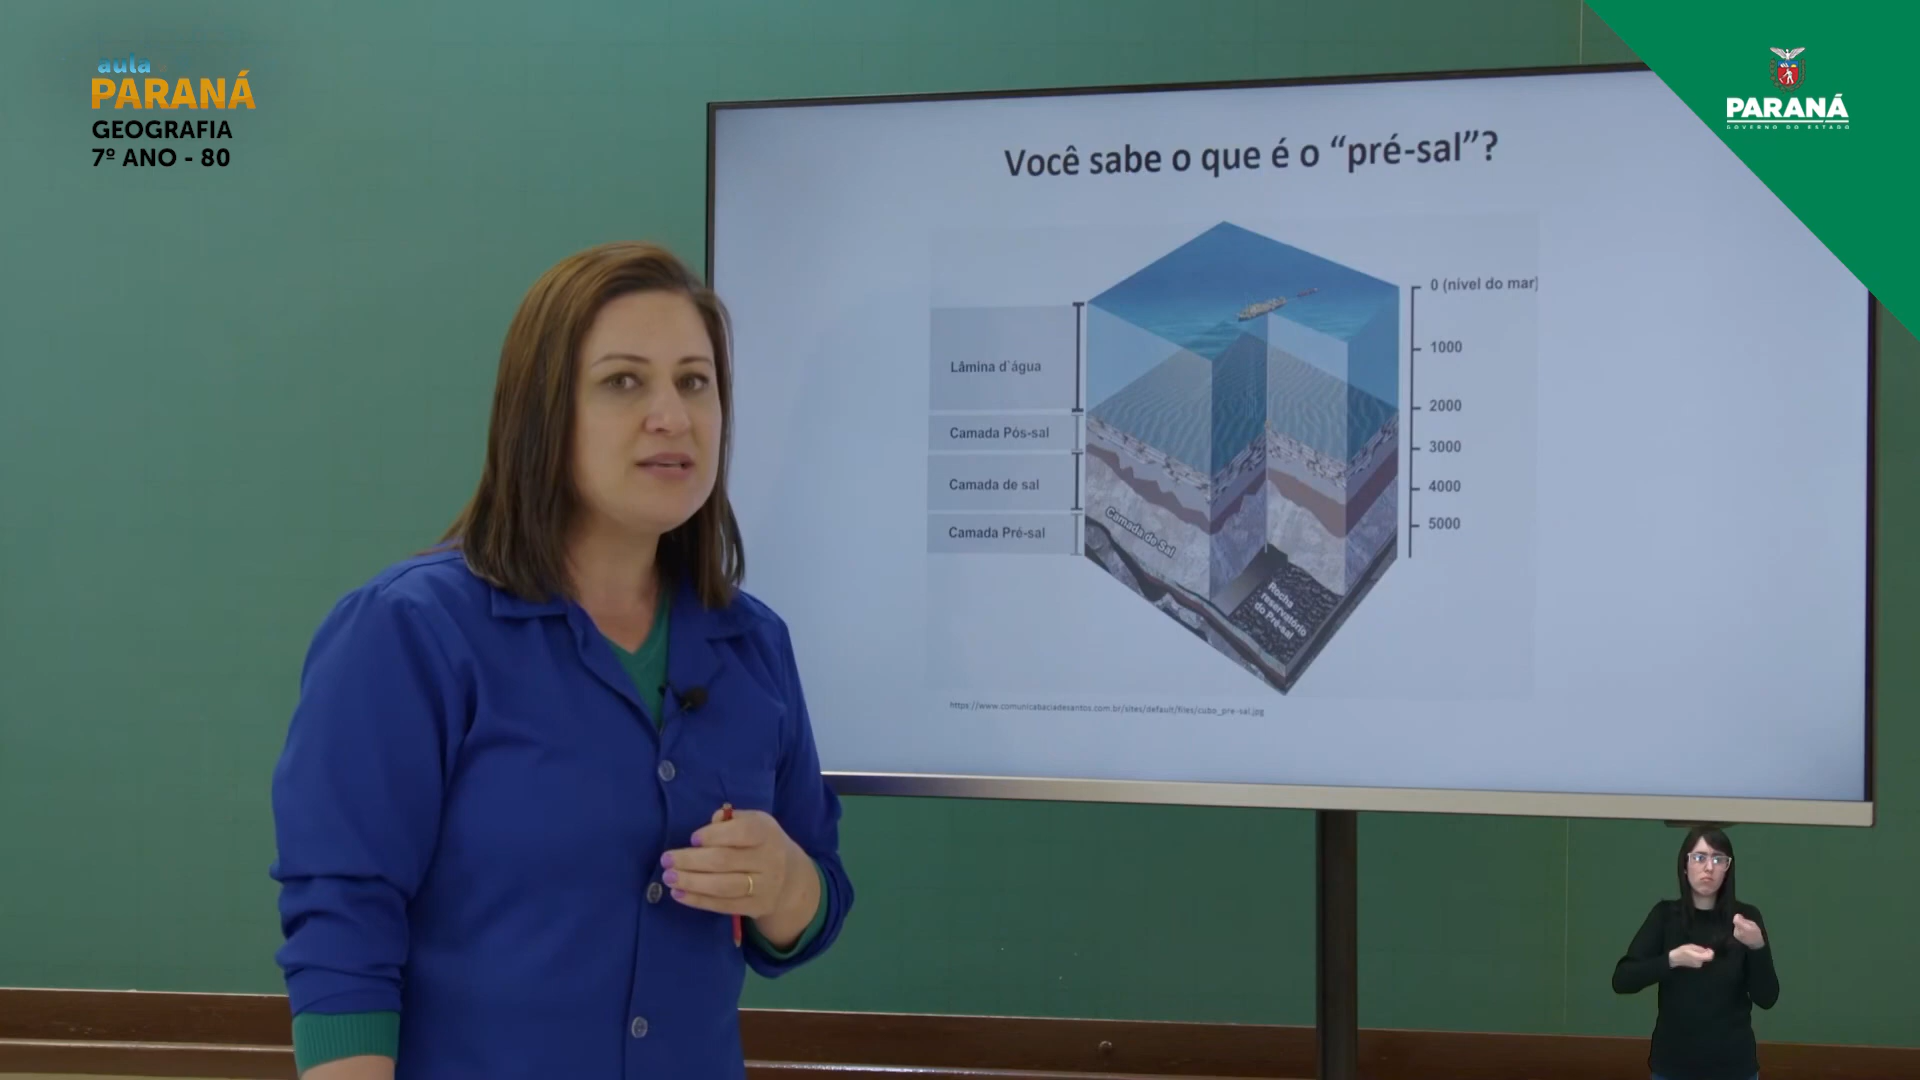 aula
PARANÁ
GEOGRAFIA
7º ANO - 80
PARANÁ
GOVERNO DO ESTADO
Você sabe o que é o “pré-sal”?
0 (nível do mar)
1000
2000
3000
4000
5000
Lâmina d`água
Camada Pós-sal
Camada de sal
Camada Pré-sal
Camada de Sal
Rocha
reservatório
do Pré-sal
https://www.comunicabaciadesantos.com.br/sites/default/files/cubo_pre-sal.jpg